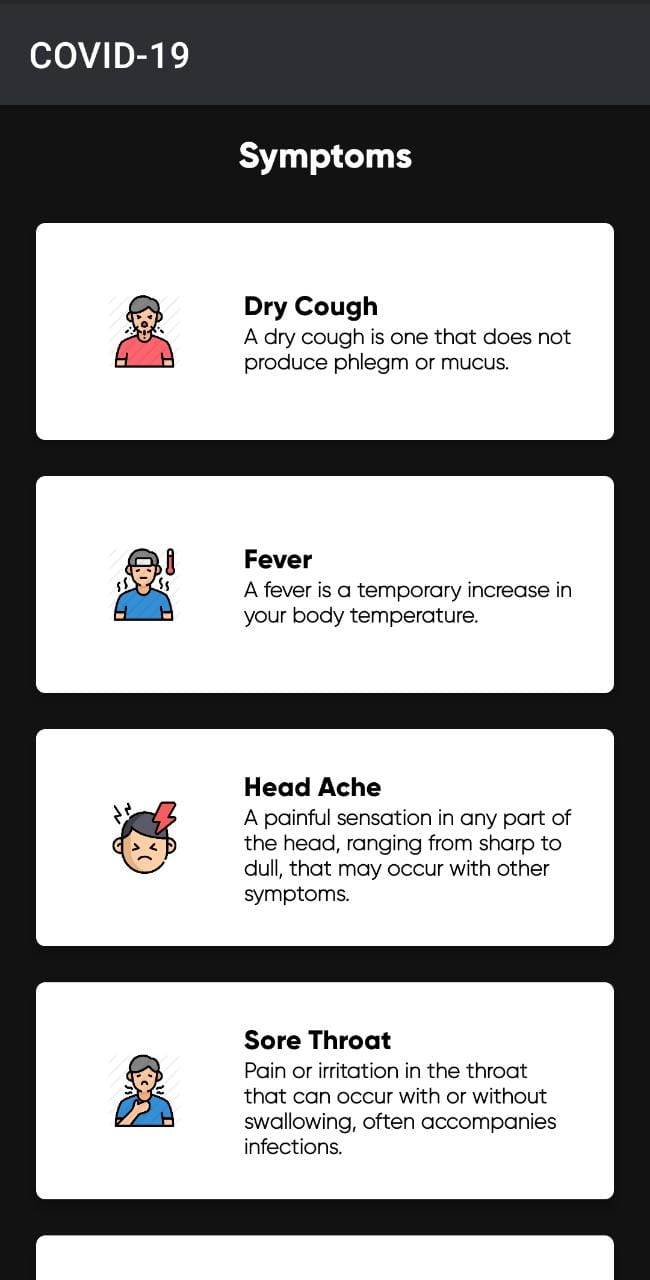 COVID-19
Symptoms
Dry Cough
A dry cough is one that does not
produce phlegm or mucus.
Fever
A fever is a temporary increase in
your body temperature.
Head Ache
A painful sensation in any part of
the head, ranging from sharp to
dull, that may occur with other
symptoms.
Sore Throat
Pain or irritation in the throat
that can occur with or without
swallowing, often accompanies
infections.